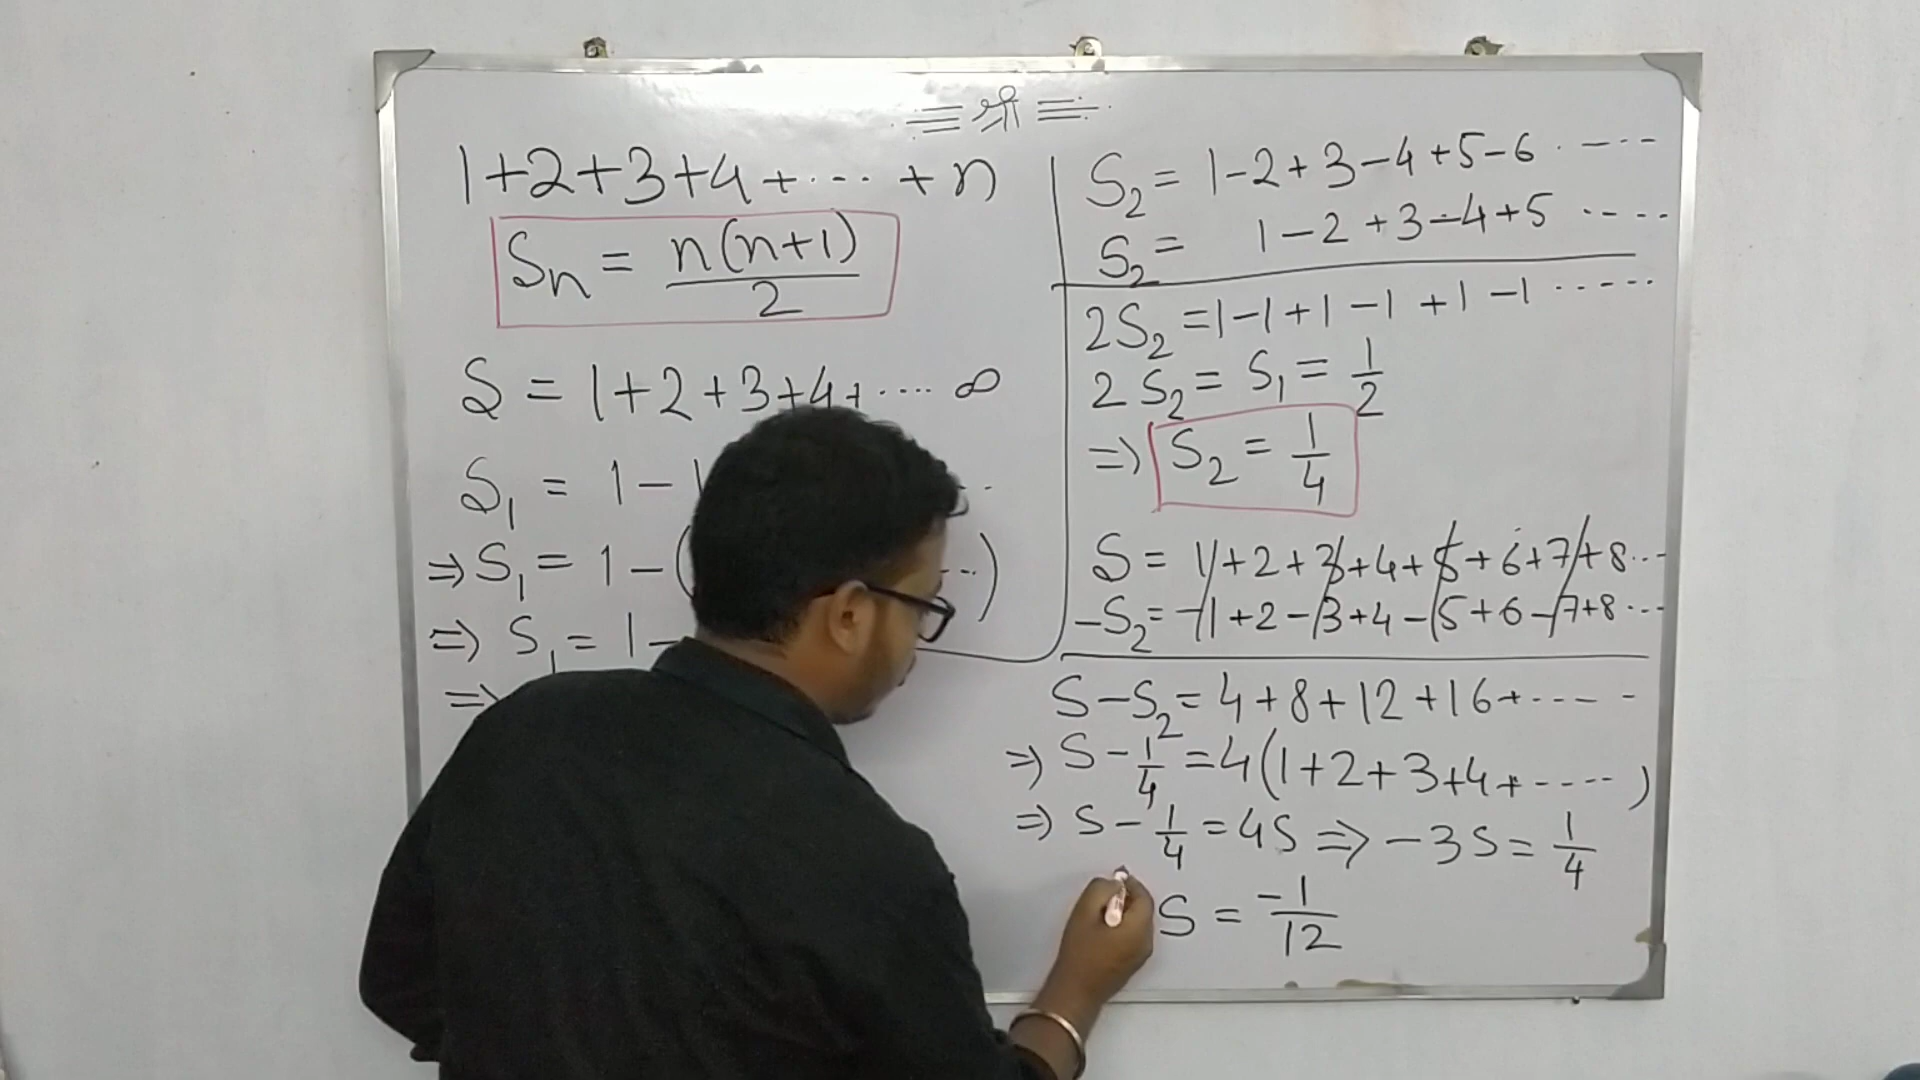 श्री
1+2+3+4+---- +n
Sn = n(n+1)/2
S = 1+2+3+4+---- ∞
S₁ = 1-1
⇒ S₁ = 1-( )
⇒ S₁ = 1-
⇒
S₂ = 1-2+3-4+5-6 -----
S₂ = 1-2+3-4+5 ----
2S₂ = 1-1+1-1+1-1 -----
2S₂ = S₁ = 1/2
⇒ S₂ = 1/4
S = 1+2+3+4+5+6+7+8---
-S₂ = -1+2-3+4-5+6-7+8---
S-S₂ = 4+8+12+16+-----
⇒ S-1/4 = 4(1+2+3+4+-----)
⇒ S-1/4 = 4S ⇒ -3S = 1/4
S = -1/12